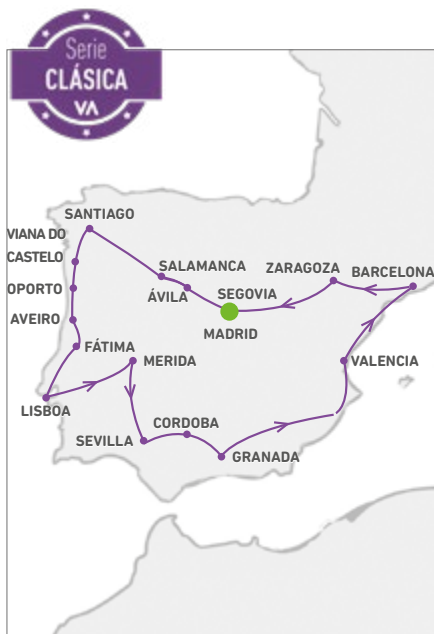 Serie
CLÁSICA
VA
SANTIAGO
VIANA DO
CASTELO
SALAMANCA
ZARAGOZA
BARCELONA
OPORTO
ÁVILA
SEGOVIA
AVEIRO
MADRID
FÁTIMA
MERIDA
VALENCIA
LISBOA
SEVILLA
CORDOBA
GRANADA